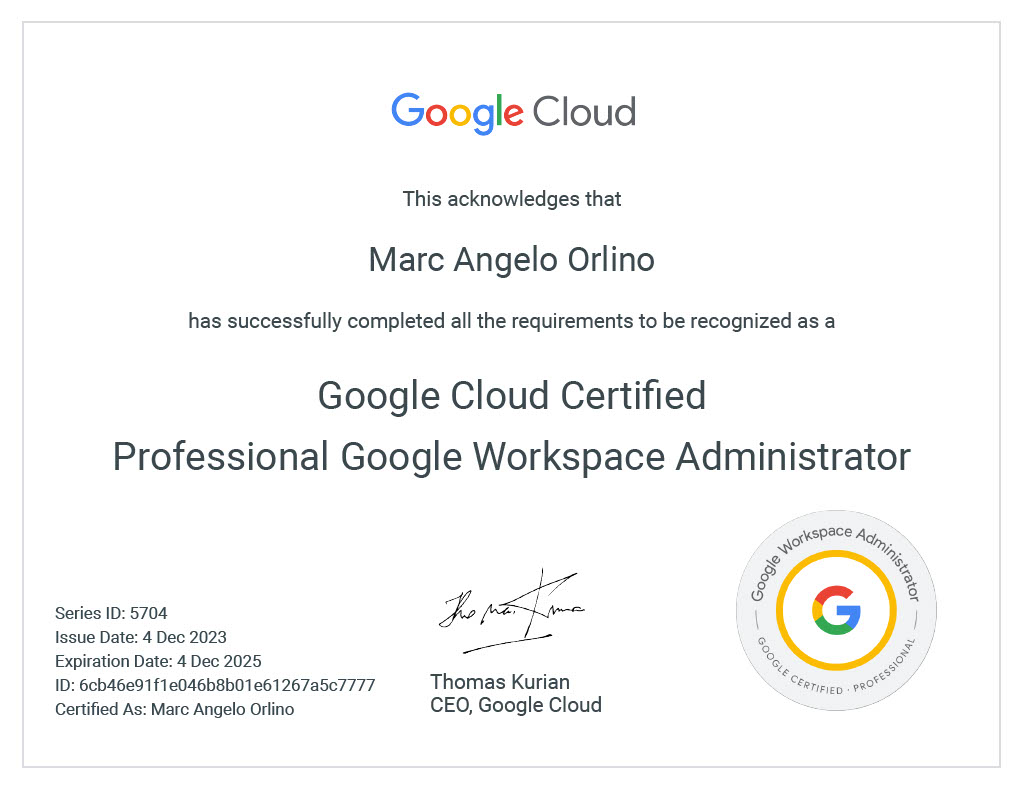 Google Cloud
This acknowledges that
Marc Angelo Orlino
has successfully completed all the requirements to be recognized as a
Google Cloud Certified
Professional Google Workspace Administrator
Series ID: 5704
Issue Date: 4 Dec 2023
Expiration Date: 4 Dec 2025
ID: 6cb46e91f1e046b8b01e61267a5c7777
Certified As: Marc Angelo Orlino
Thomas Kurian
CEO, Google Cloud
Google Workspace Administrator
G
GOOGLE CERTIFIED · PROFESSIONAL